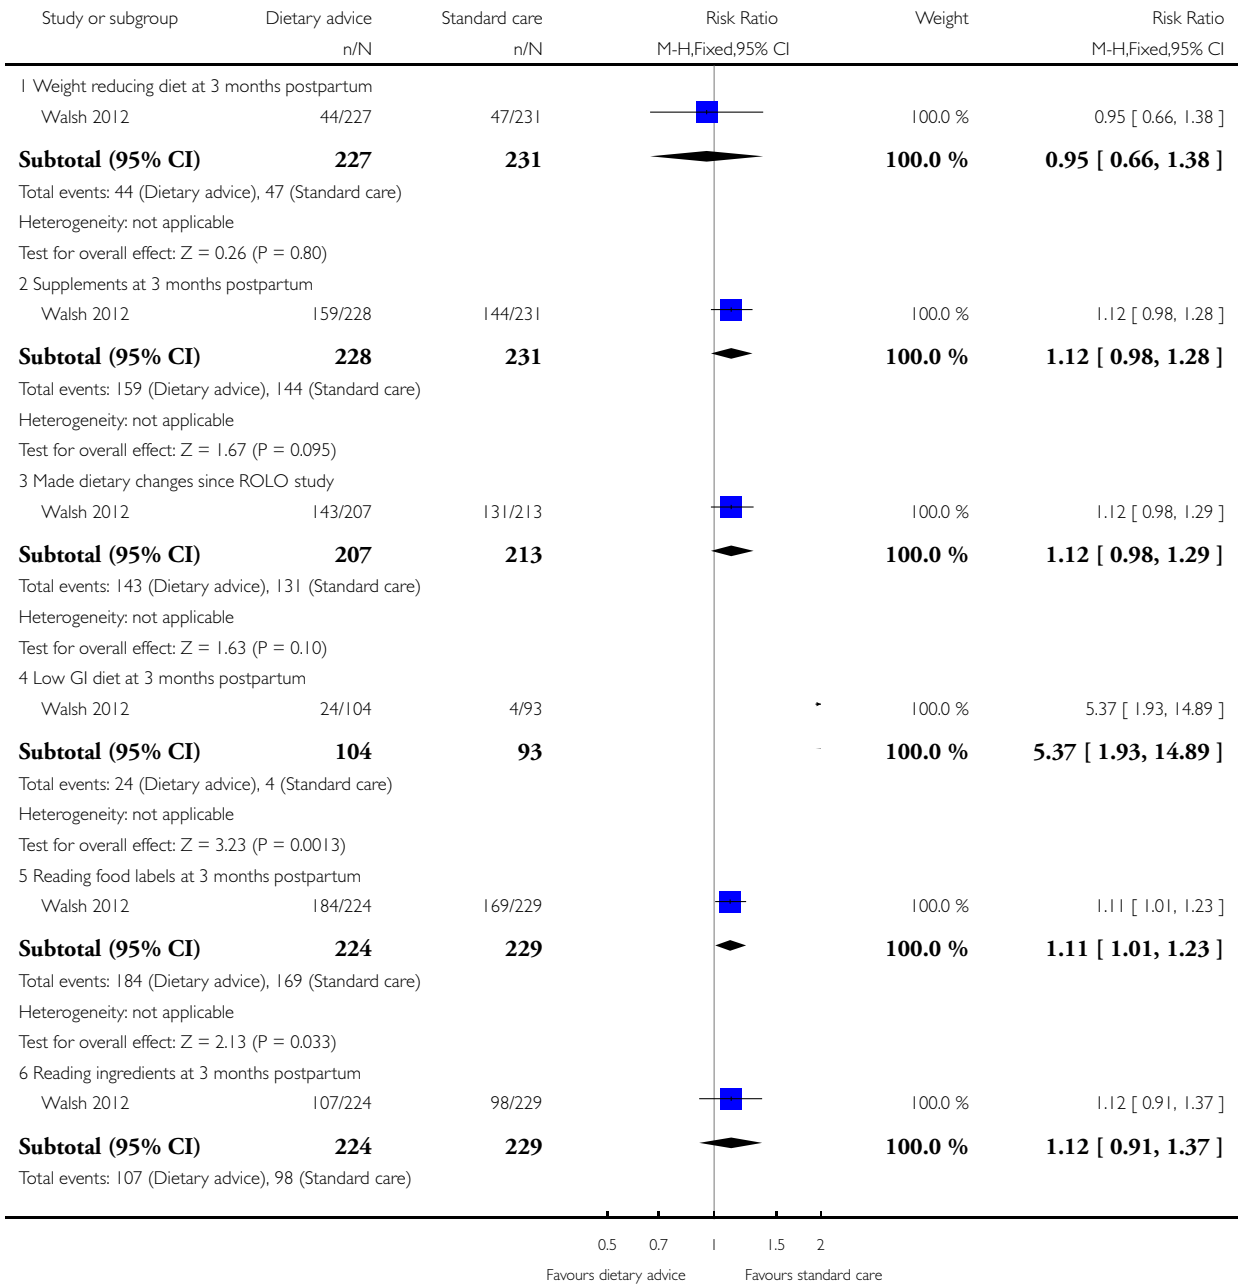 Study or subgroup Dietary advice Standard care Risk Ratio Weight Risk Ratio
n/N n/N M-H,Fixed,95% CI M-H,Fixed,95% CI
1 Weight reducing diet at 3 months postpartum
Walsh 2012 44/227 47/231 100.0 % 0.95 [ 0.66, 1.38 ]
Subtotal (95% CI) 227 231 100.0 % 0.95 [ 0.66, 1.38 ]
Total events: 44 (Dietary advice), 47 (Standard care)
Heterogeneity: not applicable
Test for overall effect: Z = 0.26 (P = 0.80)
2 Supplements at 3 months postpartum
Walsh 2012 159/228 144/231 100.0 % 1.12 [ 0.98, 1.28 ]
Subtotal (95% CI) 228 231 100.0 % 1.12 [ 0.98, 1.28 ]
Total events: 159 (Dietary advice), 144 (Standard care)
Heterogeneity: not applicable
Test for overall effect: Z = 1.67 (P = 0.095)
3 Made dietary changes since ROLO study
Walsh 2012 143/207 131/213 100.0 % 1.12 [ 0.98, 1.29 ]
Subtotal (95% CI) 207 213 100.0 % 1.12 [ 0.98, 1.29 ]
Total events: 143 (Dietary advice), 131 (Standard care)
Heterogeneity: not applicable
Test for overall effect: Z = 1.63 (P = 0.10)
4 Low GI diet at 3 months postpartum
Walsh 2012 24/104 4/93 100.0 % 5.37 [ 1.93, 14.89 ]
Subtotal (95% CI) 104 93 100.0 % 5.37 [ 1.93, 14.89 ]
Total events: 24 (Dietary advice), 4 (Standard care)
Heterogeneity: not applicable
Test for overall effect: Z = 3.23 (P = 0.0013)
5 Reading food labels at 3 months postpartum
Walsh 2012 184/224 169/229 100.0 % 1.11 [ 1.01, 1.23 ]
Subtotal (95% CI) 224 229 100.0 % 1.11 [ 1.01, 1.23 ]
Total events: 184 (Dietary advice), 169 (Standard care)
Heterogeneity: not applicable
Test for overall effect: Z = 2.13 (P = 0.033)
6 Reading ingredients at 3 months postpartum
Walsh 2012 107/224 98/229 100.0 % 1.12 [ 0.91, 1.37 ]
Subtotal (95% CI) 224 229 100.0 % 1.12 [ 0.91, 1.37 ]
Total events: 107 (Dietary advice), 98 (Standard care)
0.5 0.7 1 1.5 2
Favours dietary advice Favours standard care